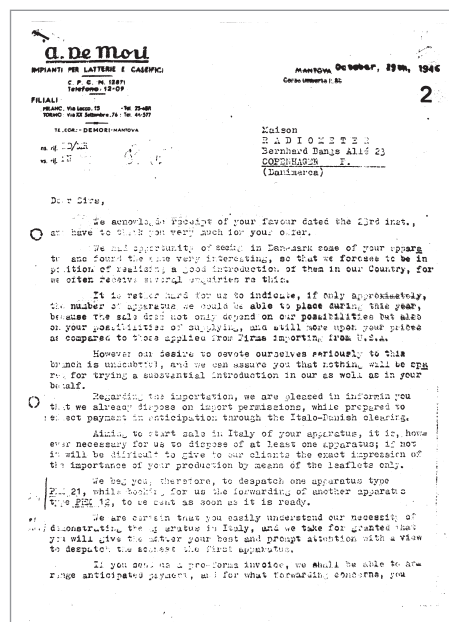 a. De Mori
IMPIANTI PER LATTERIE E CASEIFICI
C. P. C. M. 12871
Telefono: 12-09
MANTOVA October, 29th, 1946
Corso Umberto I, 
2
FILIALI:
MILANO: Via Lecco, 15 - Tel.
TORINO: Via XX Settembre, 76 : Tel. 44-577
TELEGR.: DEMORI-MANTOVA
ns. rif.
vs. rif.
Maison
RADIOMETER
Bernhard Bangs Allé 23
COPENHAGEN F.
(Danimarca)
Dear Sirs,
We acnowlegde receipt of your favour dated the 23rd inst.,
and have to thank you very much for your offer.
We had opportunity of seeing in Danemark some of your appara
tus and found the same very interesting, so that we foresee to be in
position of realizing a good introduction of them in our Country, for
we often receive several enquiries to this.
It is rather hard for us to indicate, if only approximately,
the number of apparatus we could be able to place during this year,
because the sale does not only depend on our possibilities but also
on your possibilities of supplying, and still more upon your prices
as compared to those applied from Firms importing from U.S.A.
However our desire to devote ourselves seriously to this
branch is undoubted, and we can assure you that nothing will be spa
red for trying a substantial introduction in our as well as in your
behalf.
Regarding the importation, we are pleased in informin you
that we already dispose on import permissions, while prepared to
effect payment in anticipation through the Italo-Danish clearing.
Aiming to start sale in Italy of your apparatus, it is, how
ever necessary for us to dispose of at least one apparatus; if not
it will be difficult to give to our clients the exact impression of
the importance of your production by means of the leaflets only.
We beg you, therefore, to despatch one apparatus type
21, while booking for us the forwarding of another apparatus
type 12, to be sent as soon as it is ready.
We are certain that you easily understand our necessity of
demonstrating the apparatus in Italy, and we take for granted that
you will give the matter your best and prompt attention with a view
to despatch the soonest the first apparatus.
If you send us a pro-forma invoice, we shall be able to ar
range anticipated payment, and for what forwarding concerns, you